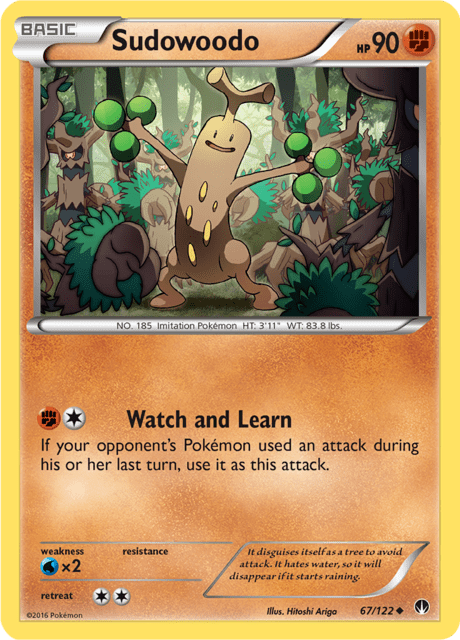 BASIC
Sudowoodo
HP 90
NO. 185 Imitation Pokémon HT: 3'11" WT: 83.8 lbs.
Watch and Learn
If your opponent's Pokémon used an attack during
his or her last turn, use it as this attack.
weakness
resistance
×2
retreat
It disguises itself as a tree to avoid
attack. It hates water, so it will
disappear if it starts raining.
Illus. Hitoshi Ariga
67/122
©2016 Pokémon